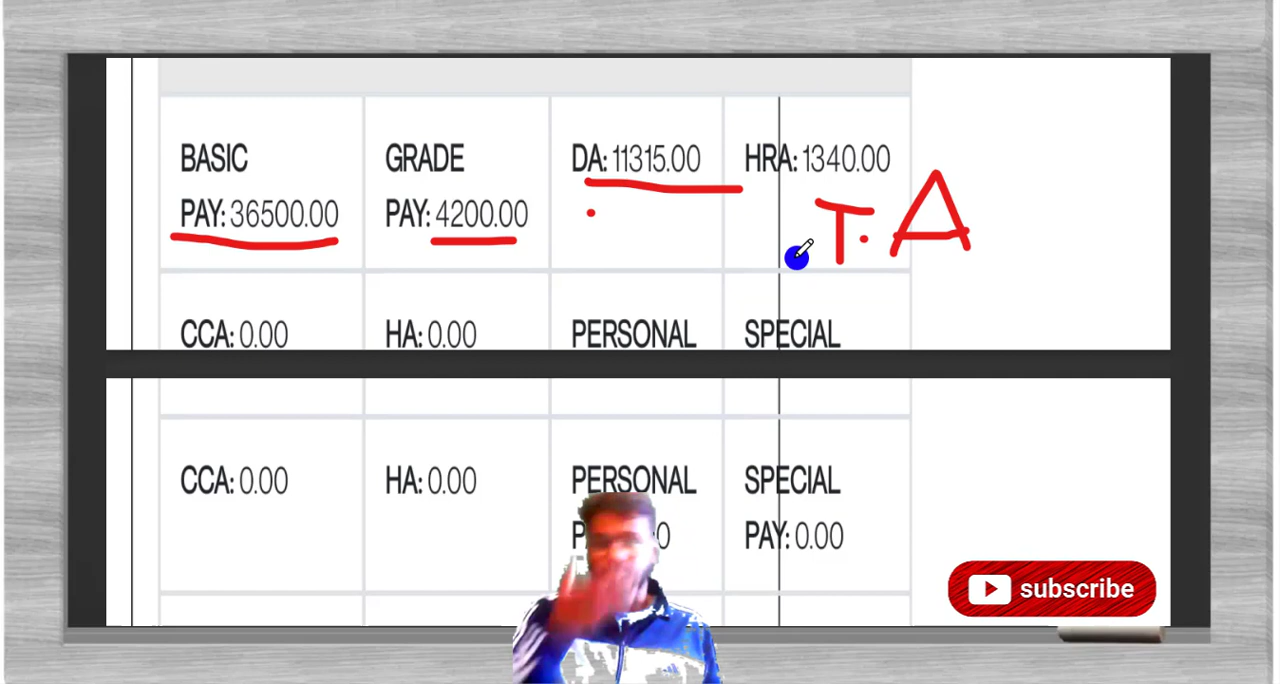 BASIC
PAY: 36500.00
GRADE
PAY: 4200.00
DA: 11315.00
HRA: 1340.00
T.A
CCA: 0.00
HA: 0.00
PERSONAL
SPECIAL
CCA: 0.00
HA: 0.00
PERSONAL
SPECIAL
PAY: 0.00
subscribe